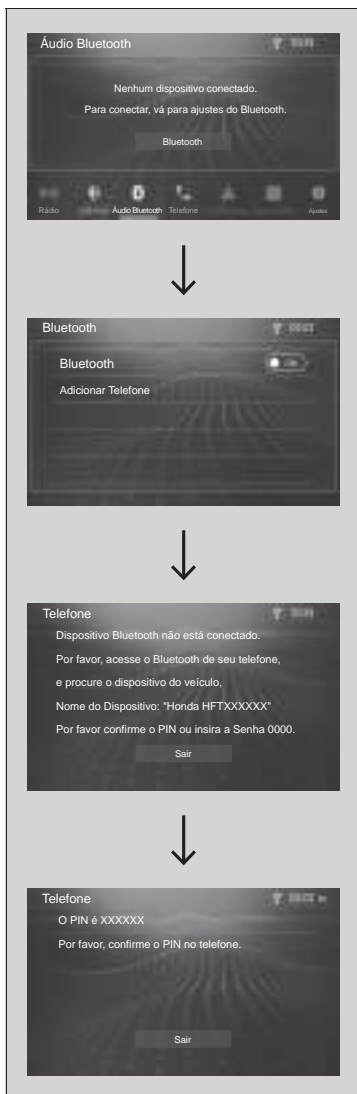 Áudio Bluetooth
Nenhum dispositivo conectado.
Para conectar, vá para ajustes do Bluetooth.
Bluetooth
Rádio Áudio Bluetooth Telefone Ajustes
Bluetooth
Bluetooth
Adicionar Telefone
Telefone
Dispositivo Bluetooth não está conectado.
Por favor, acesse o Bluetooth de seu telefone,
e procure o dispositivo do veículo,
Nome do Dispositivo: "Honda HFTXXXXXX"
Por favor confirme o PIN ou insira a Senha 0000.
Sair
Telefone
O PIN é XXXXXX
Por favor, confirme o PIN no telefone.
Sair